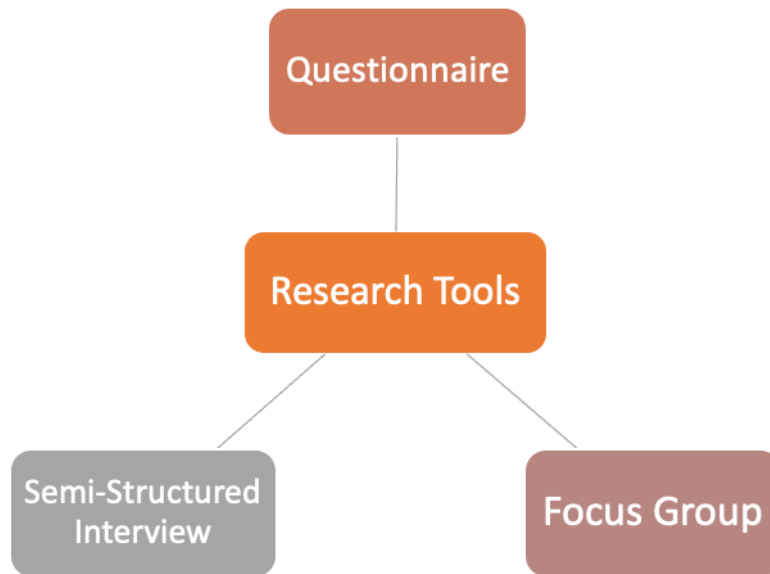 Questionnaire
Research Tools
Semi-Structured
Interview
Focus Group